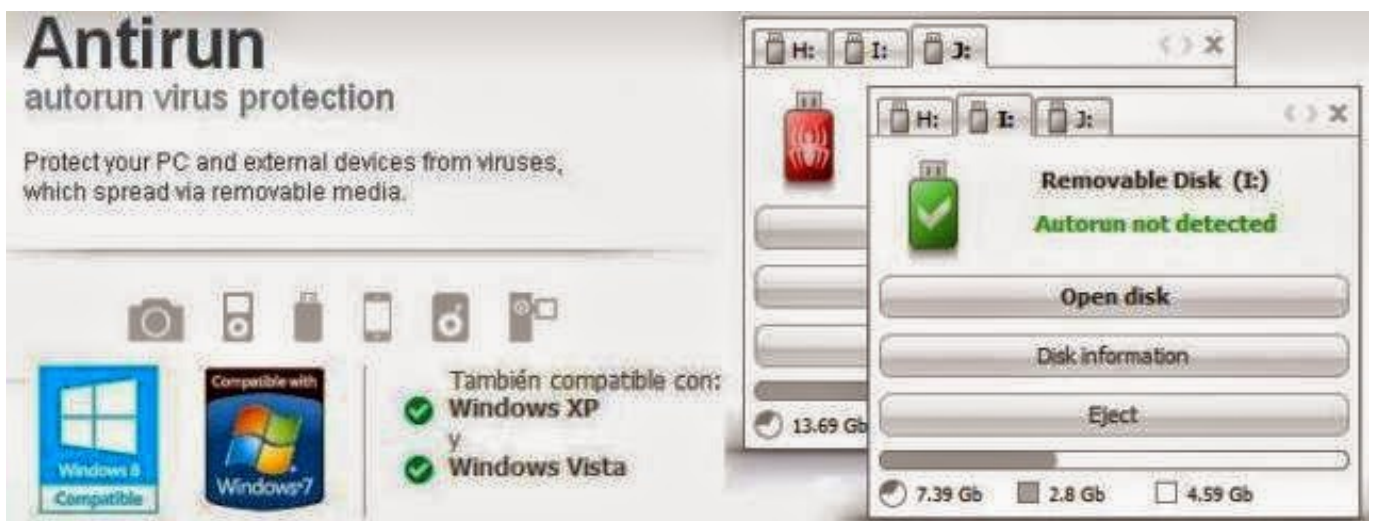 Antirun
autorun virus protection
Protect your PC and external devices from viruses,
which spread via removable media.
Windows 8
Compatible
Compatible with
Windows 7
También compatible con:
Windows XP
y
Windows Vista
H: I: J:
13.69 Gb
H: I: J:
Removable Disk (I:)
Autorun not detected
Open disk
Disk information
Eject
7.39 Gb 2.8 Gb 4.59 Gb